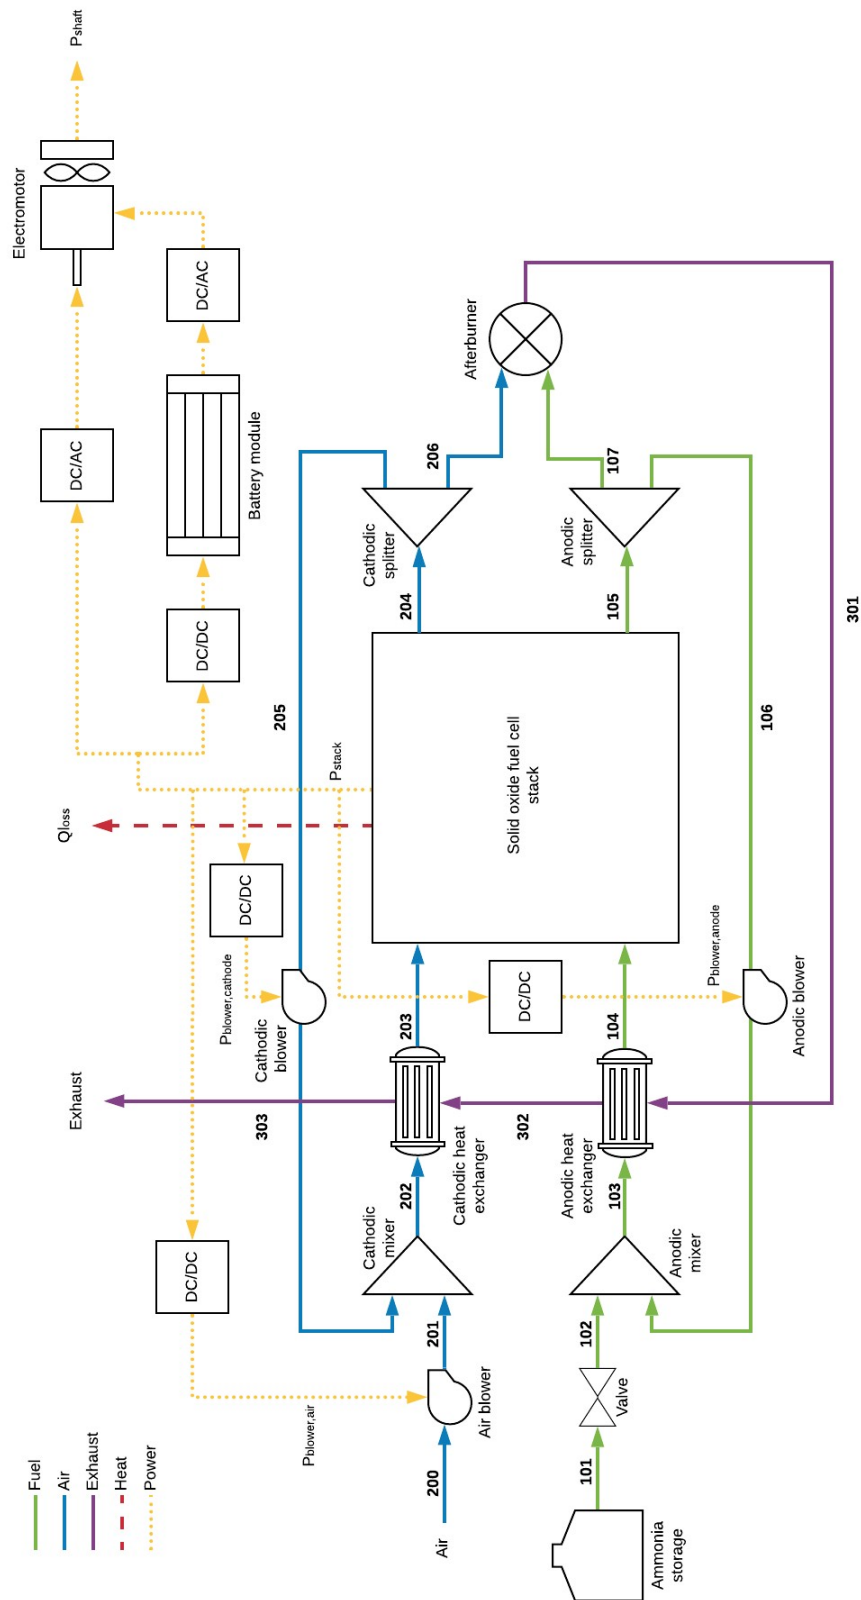 Fuel
Air
Exhaust
Heat
Power
Pshaft
Electromotor
DC/AC
DC/AC
Battery module
DC/DC
Pstack
Qloss
DC/DC
Pblower,cathode
Cathodic
blower
Exhaust
303
DC/DC
Pblower,air
Air
200
Air blower
201
Cathodic
mixer
202
Cathodic heat
exchanger
203
204
Cathodic
splitter
205
206
Afterburner
Solid oxide fuel cell
stack
DC/DC
Pblower,anode
Anodic blower
Ammonia
storage
101
Valve
102
Anodic
mixer
103
Anodic heat
exchanger
104
105
Anodic
splitter
106
107
301
302